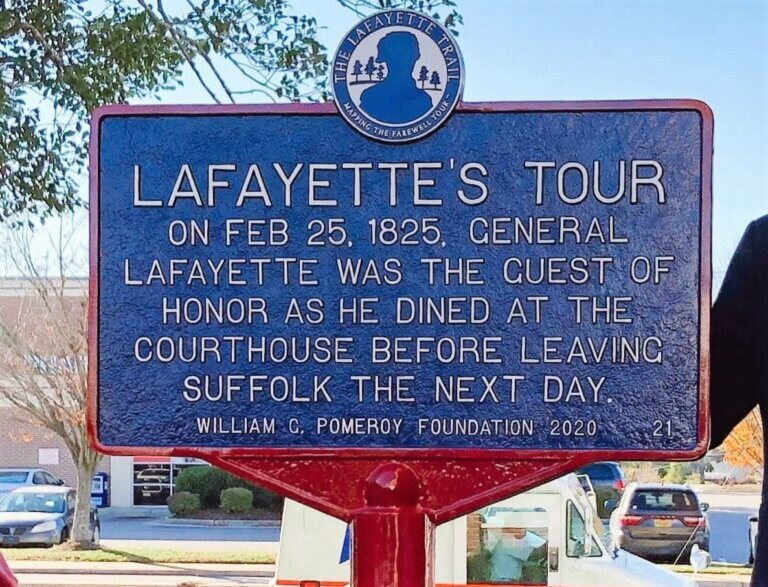 THE LAFAYETTE TRAIL
MAPPING THE FAREWELL TOUR
LAFAYETTE'S TOUR
ON FEB 25, 1825, GENERAL
LAFAYETTE WAS THE GUEST OF
HONOR AS HE DINED AT THE
COURTHOUSE BEFORE LEAVING
SUFFOLK THE NEXT DAY.
WILLIAM G. POMEROY FOUNDATION 2020 21